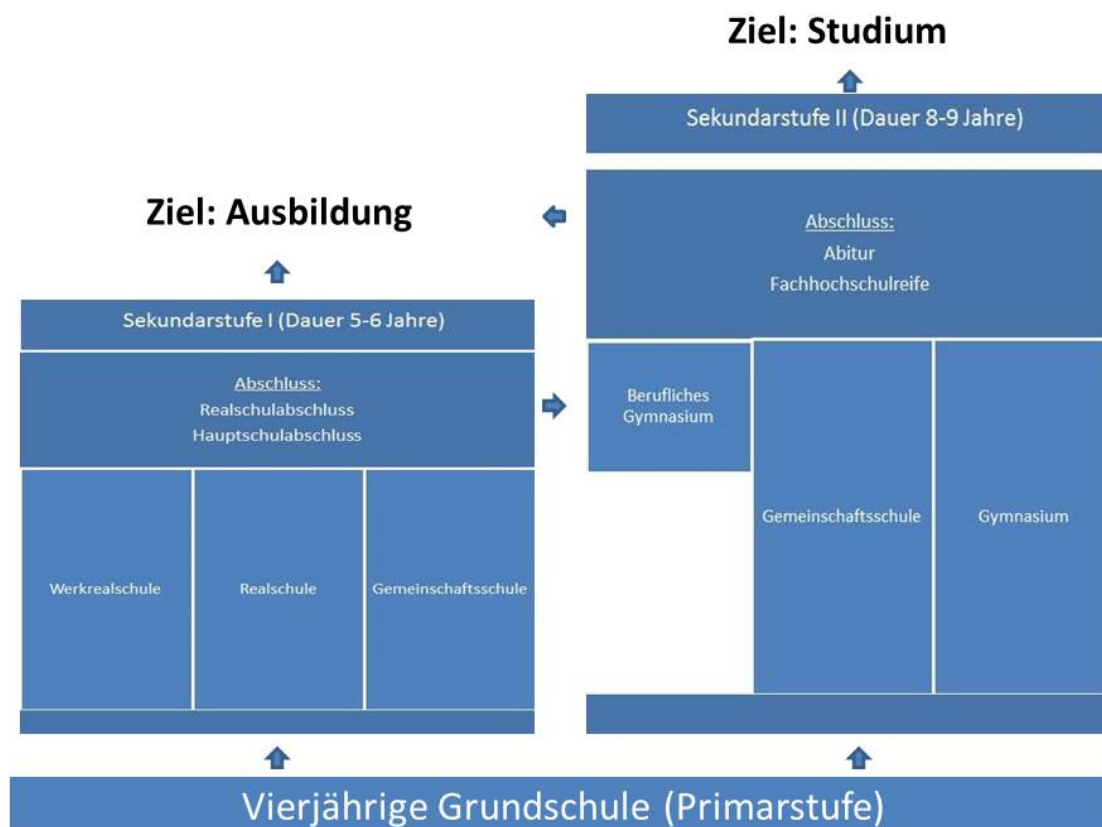 Ziel: Studium
Sekundarstufe II (Dauer 8-9 Jahre)
Ziel: Ausbildung
Abschluss:
Abitur
Fachhochschulreife
Sekundarstufe I (Dauer 5-6 Jahre)
Abschluss:
Realschulabschluss
Hauptschulabschluss
Berufliches
Gymnasium
Gemeinschaftsschule
Gymnasium
Werkrealschule
Realschule
Gemeinschaftsschule
Vierjährige Grundschule (Primarstufe)